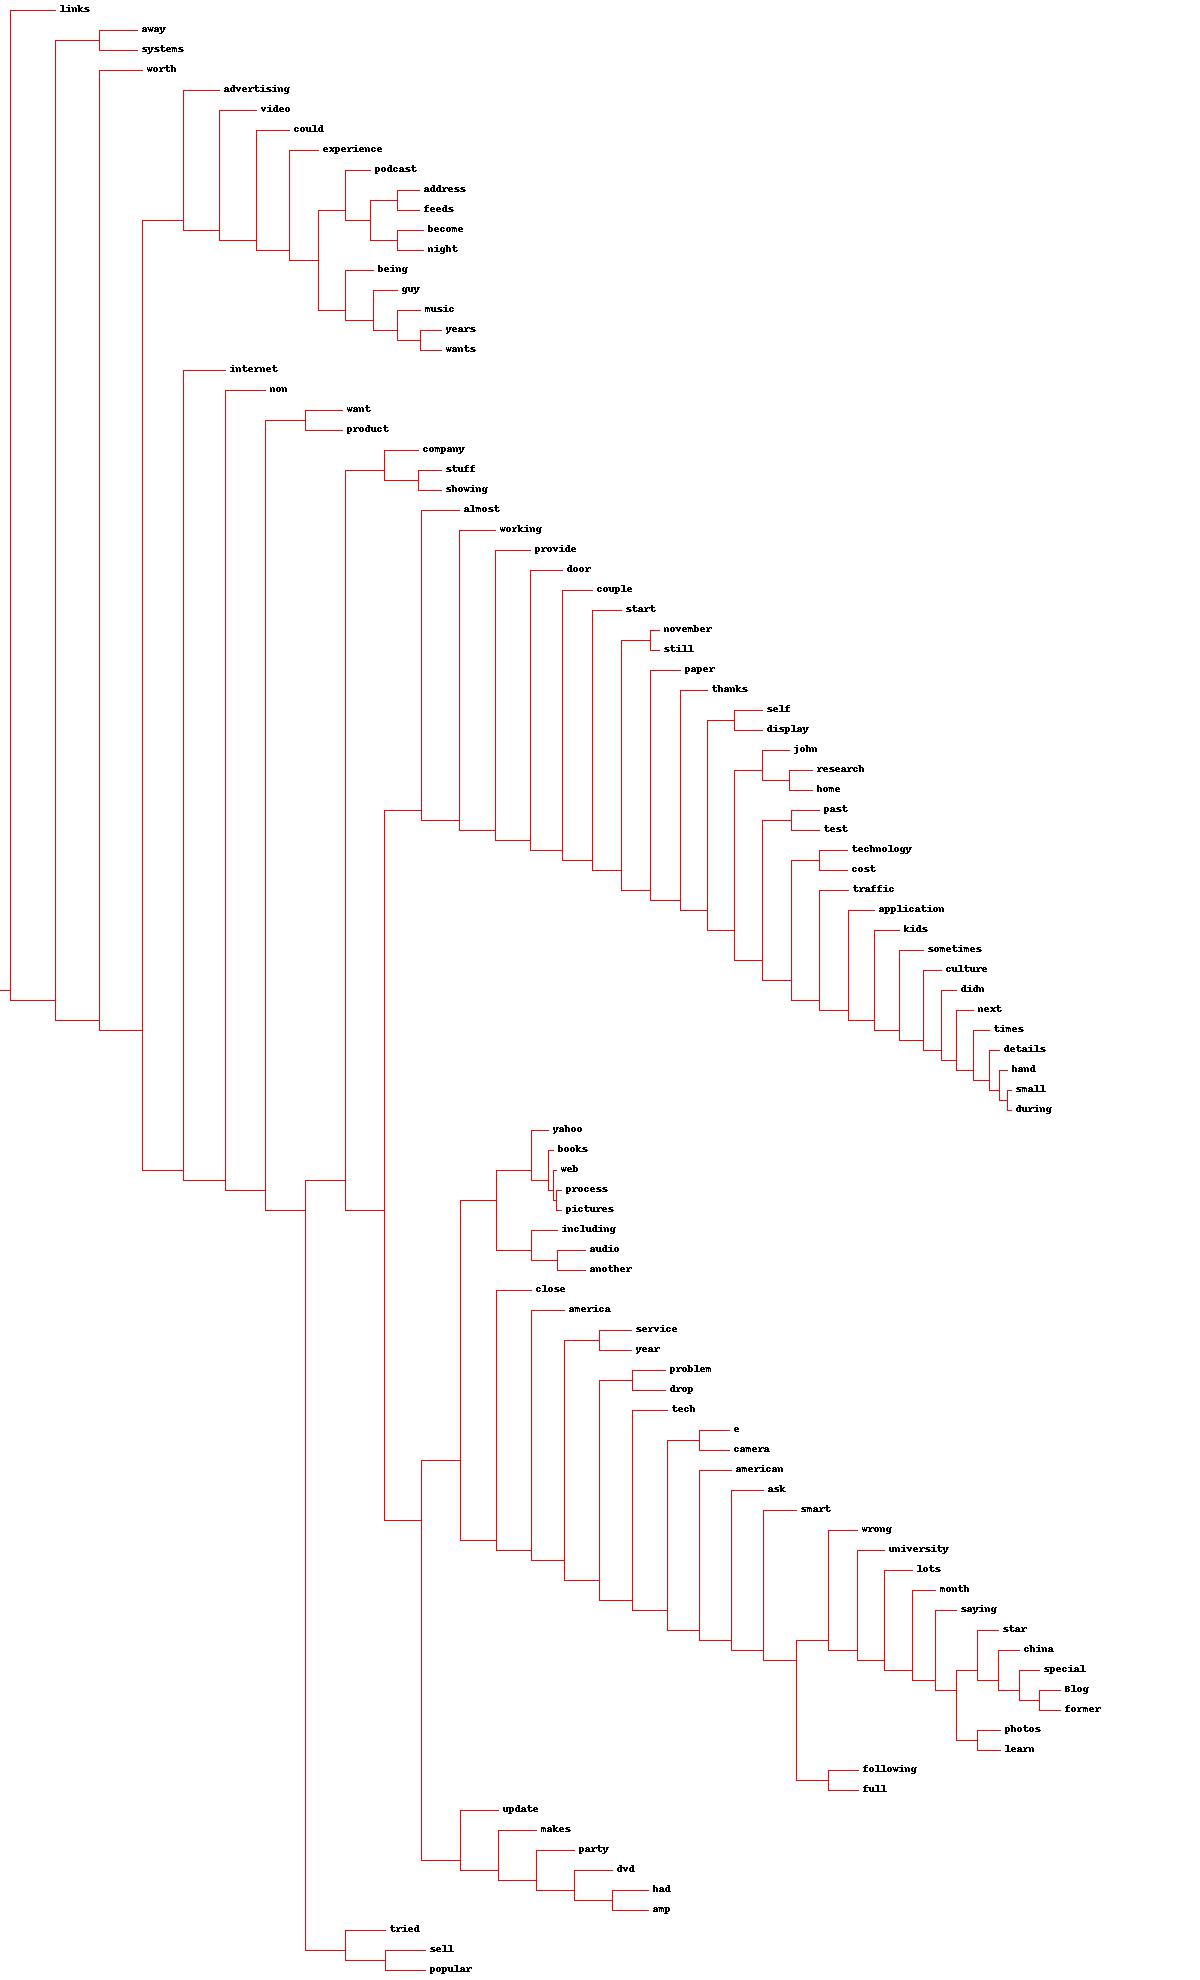 links
away
systems
worth
advertising
video
could
experience
podcast
address
feeds
become
night
being
guy
music
years
wants
internet
non
want
product
company
stuff
showing
almost
working
provide
door
couple
start
november
still
paper
thanks
self
display
john
research
home
past
test
technology
cost
traffic
application
kids
sometimes
culture
didn
next
times
details
hand
small
during
yahoo
books
web
process
pictures
including
audio
another
close
america
service
year
problem
drop
tech
e
camera
american
ask
smart
wrong
university
lots
month
saying
star
china
special
Blog
former
photos
learn
following
full
update
makes
party
dvd
had
amp
tried
sell
popular